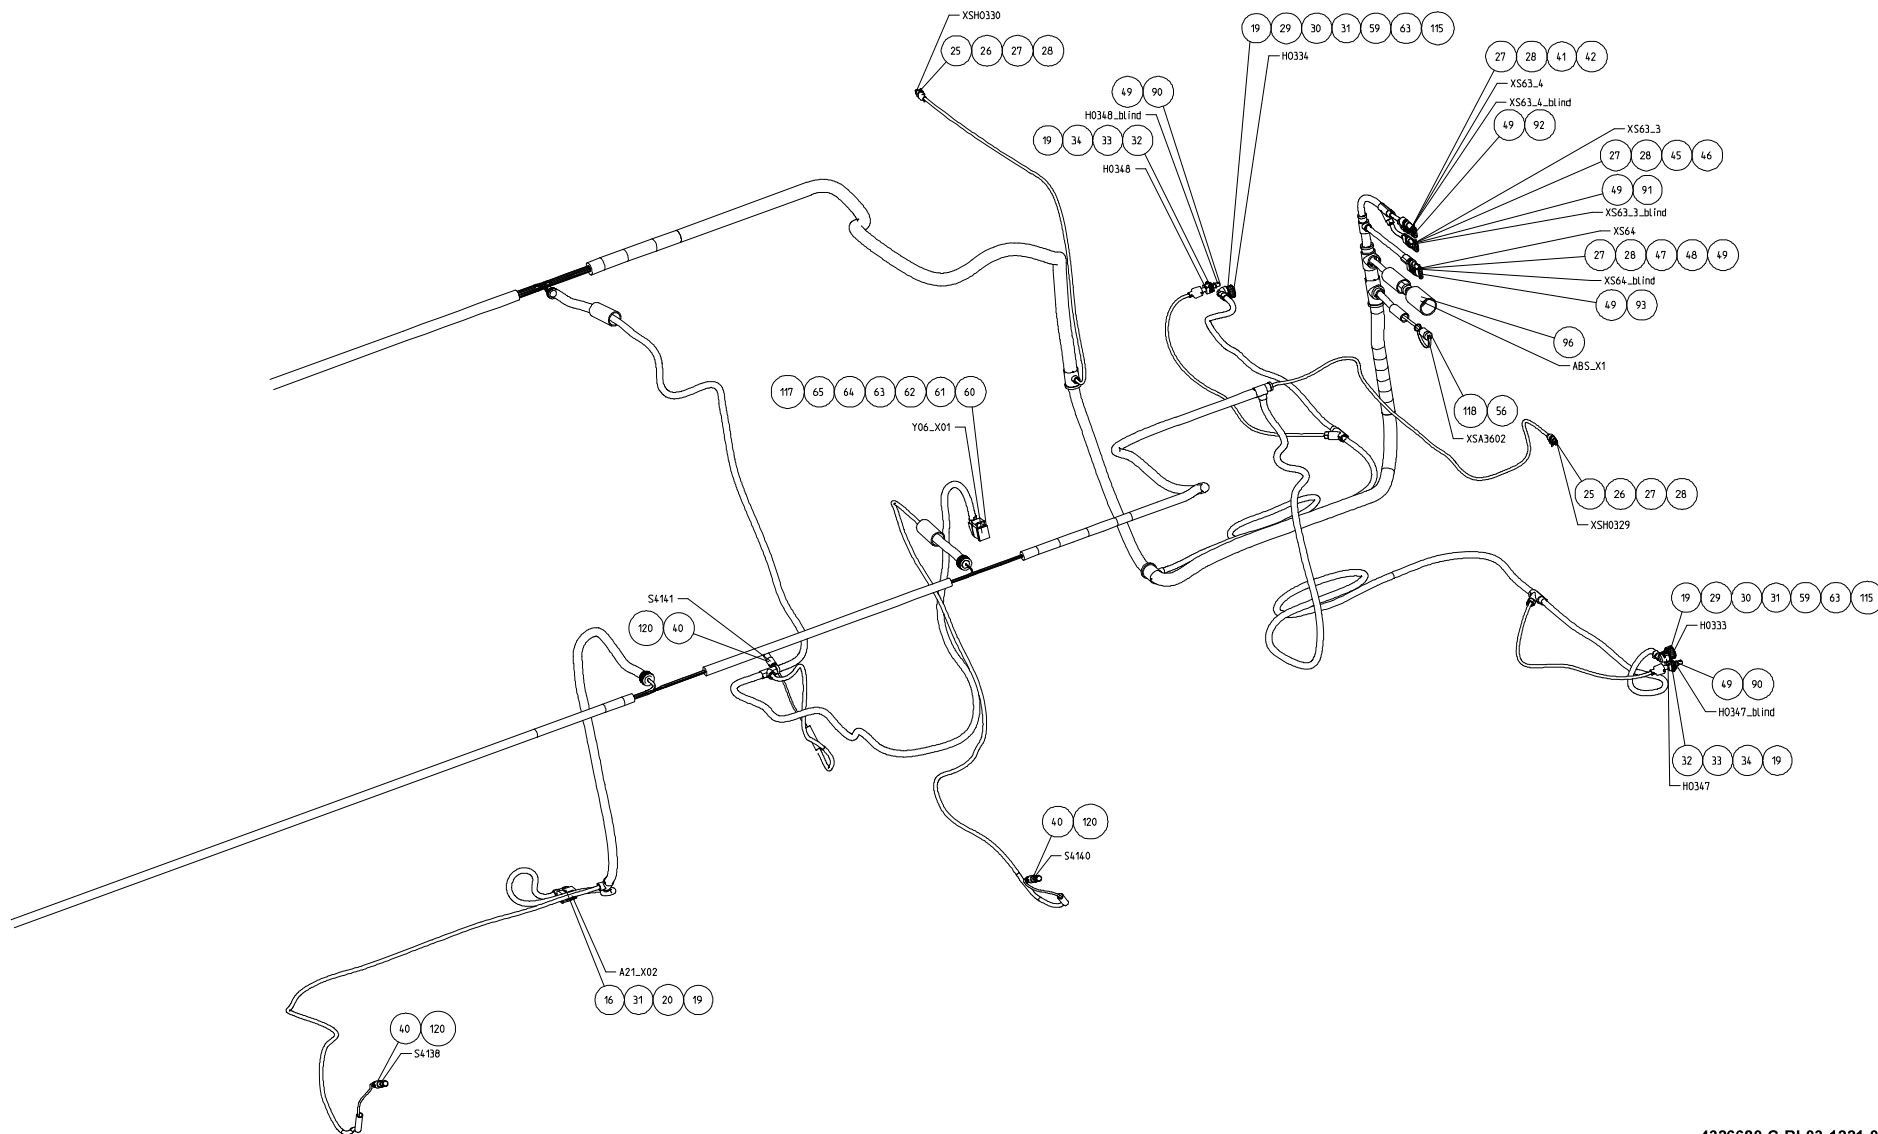 XSH0330
25 26 27 28
19 29 30 31 59 63 115
H0334
27 28 41 42
XS63_4
XS63_4_blind
49 92
49 90
H0348_blind
19 34 33 32
H0348
XS63_3
27 28 45 46
49 91
XS63_3_blind
XS64
27 28 47 48 49
XS64_blind
49 93
96
ABS_X1
118 56
XSA3602
117 65 64 63 62 61 60
Y06_X01
25 26 27 28
XSH0329
S4141
120 40
19 29 30 31 59 63 115
H0333
49 90
H0347_blind
32 33 34 19
H0347
40 120
S4140
A21_X02
16 31 20 19
40 120
S4138